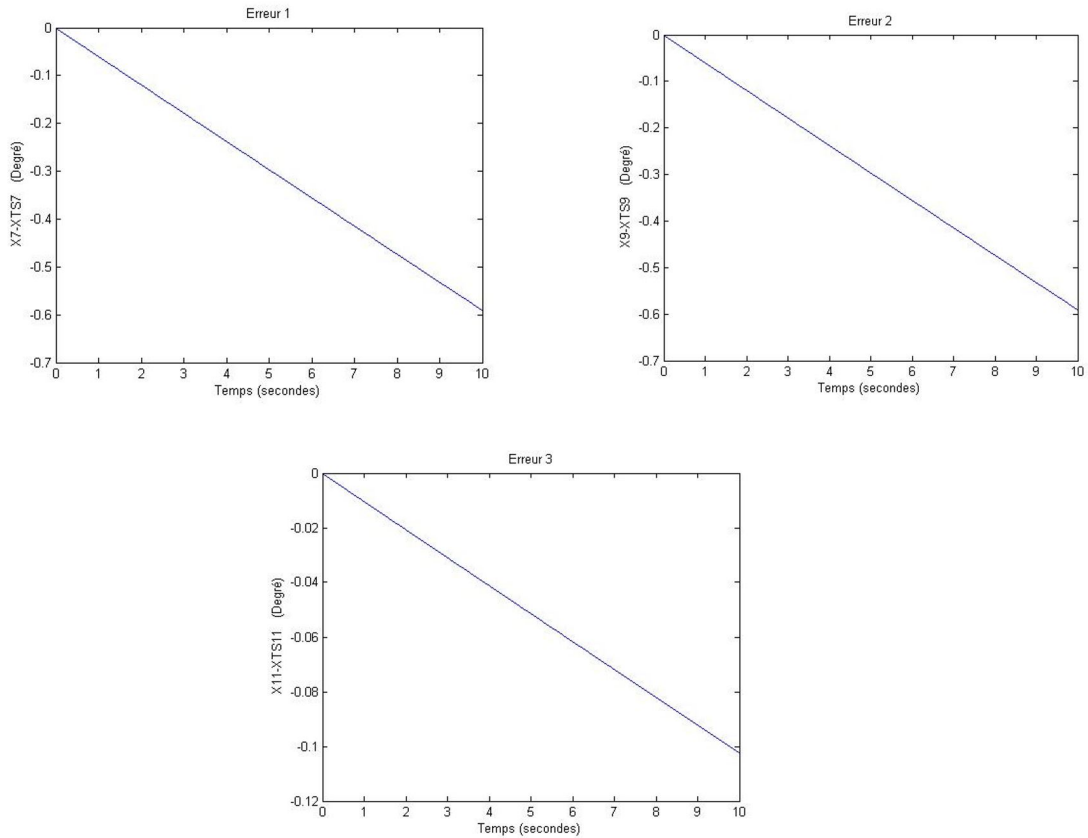 Erreur 1
0
-0.1
-0.2
-0.3
-0.4
-0.5
-0.6
-0.7
X7-XTS7 (Degré)
0 1 2 3 4 5 6 7 8 9 10
Temps (secondes)
Erreur 2
0
-0.1
-0.2
-0.3
-0.4
-0.5
-0.6
-0.7
X9-XTS9 (Degré)
0 1 2 3 4 5 6 7 8 9 10
Temps (secondes)
Erreur 3
0
-0.02
-0.04
-0.06
-0.08
-0.1
-0.12
X11-XTS11 (Degré)
0 1 2 3 4 5 6 7 8 9 10
Temps (secondes)